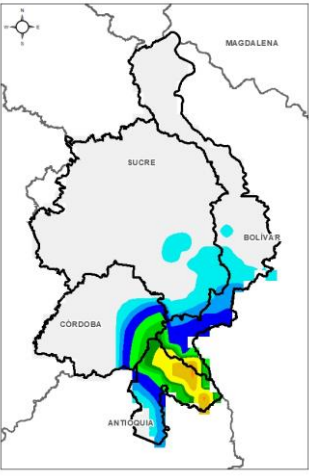 N
W E
S
MAGDALENA
SUCRE
BOLÍVAR
CÓRDOBA
ANTIOQUIA